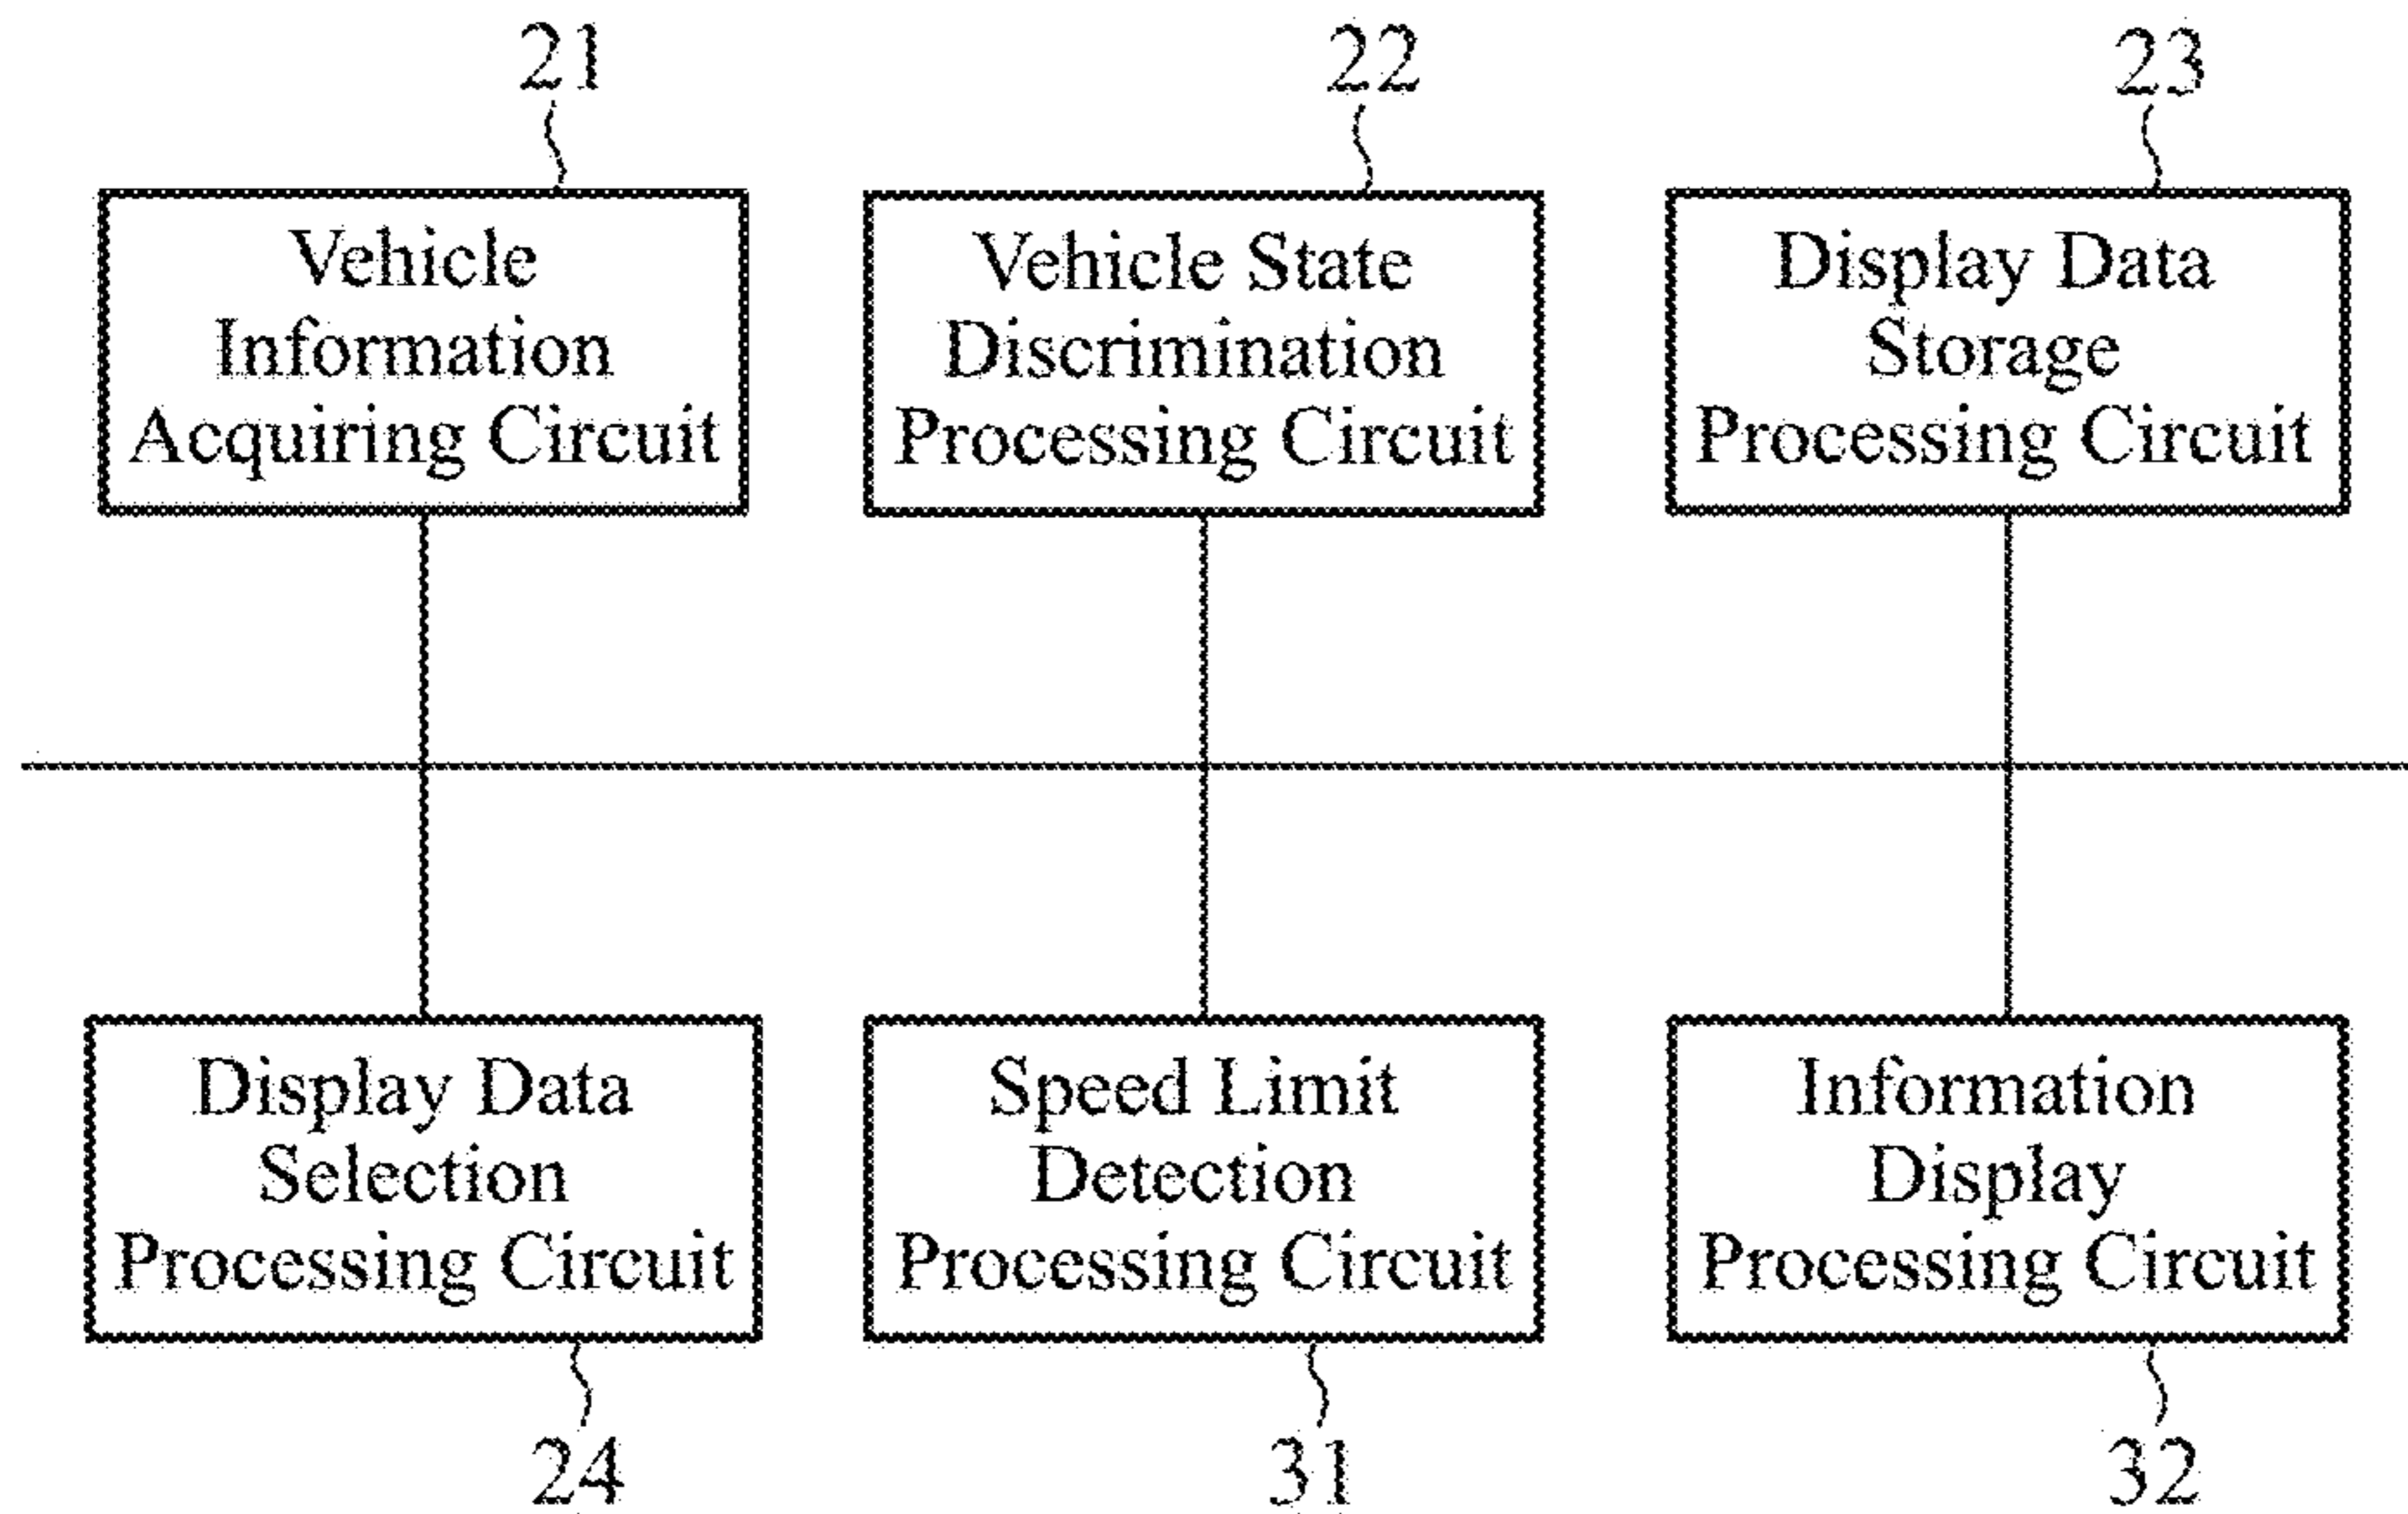 21
22
23
Vehicle
Information
Acquiring Circuit
Vehicle State
Discrimination
Processing Circuit
Display Data
Storage
Processing Circuit
Display Data
Selection
Processing Circuit
Speed Limit
Detection
Processing Circuit
Information
Display
Processing Circuit
24
31
32